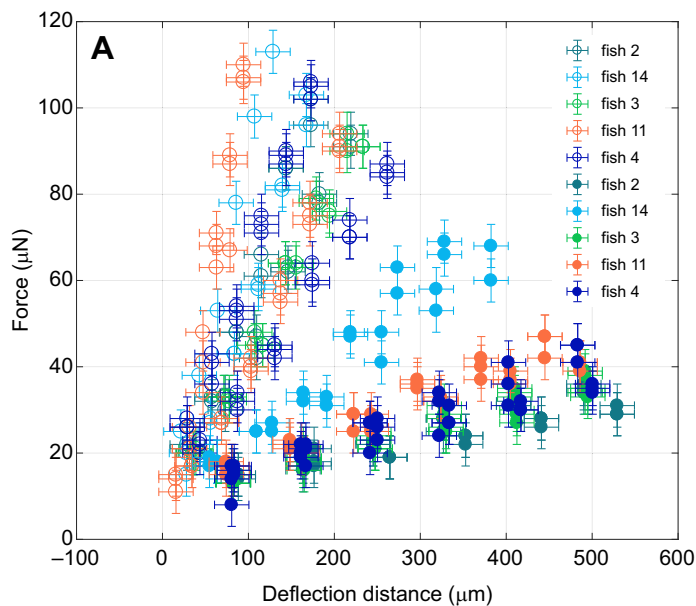 A
120
100
80
60
40
20
0
Force (μN)
−100
0
100
200
300
400
500
600
Deflection distance (μm)
fish 2
fish 14
fish 3
fish 11
fish 4
fish 2
fish 14
fish 3
fish 11
fish 4